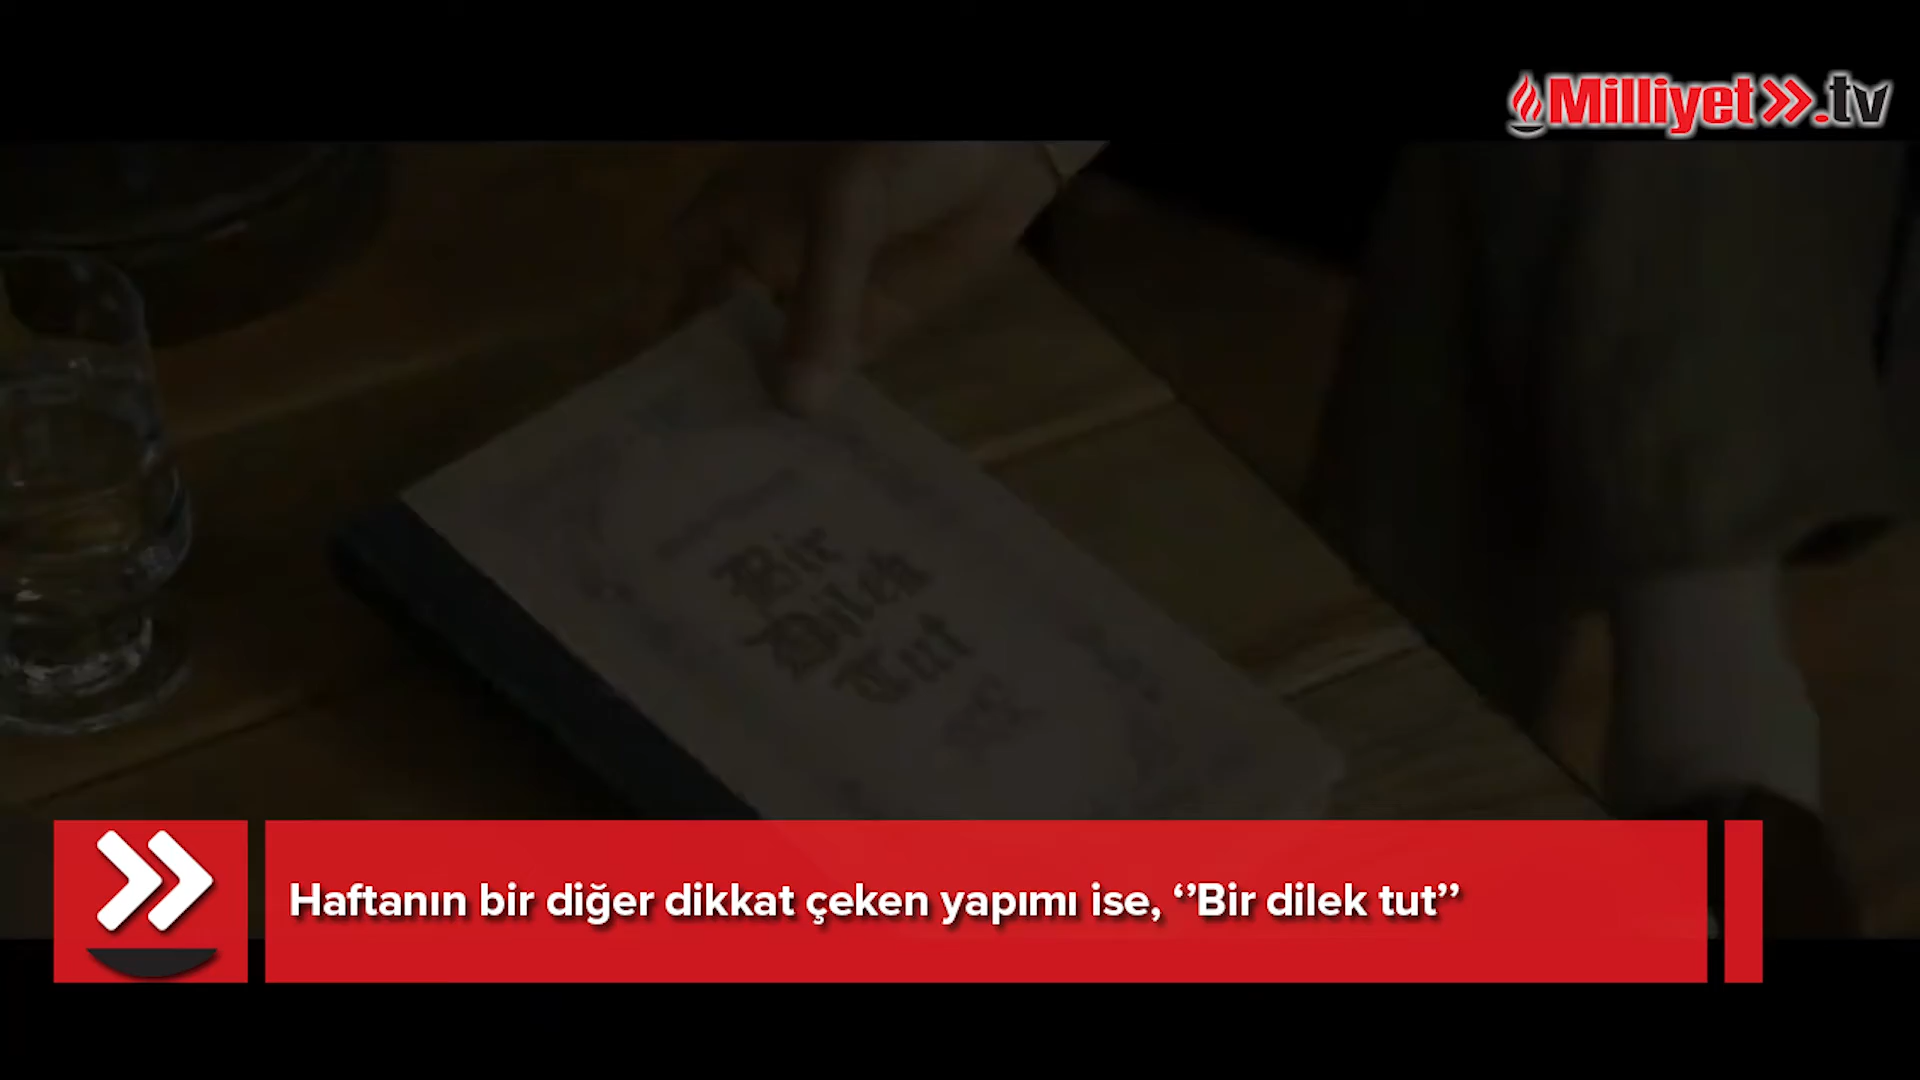 Milliyet.tv
Bir
Dilek
Tut
Haftanın bir diğer dikkat çeken yapımı ise, ‘’Bir dilek tut’’